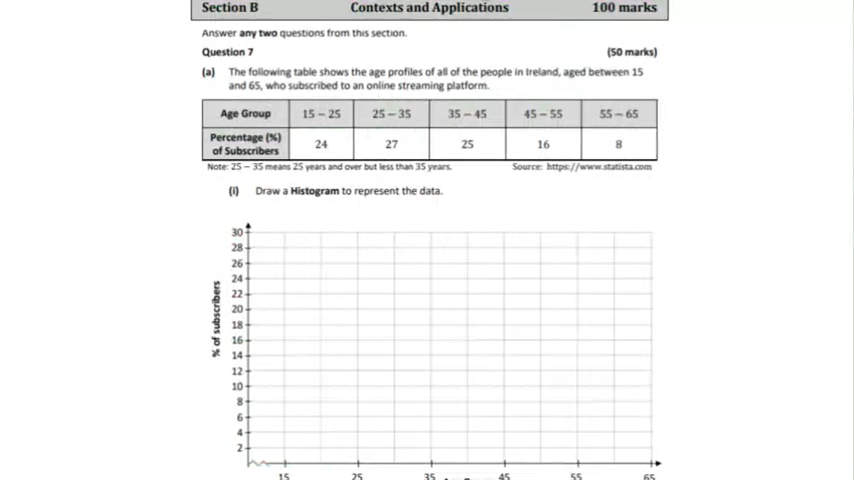 Section B Contexts and Applications 100 marks
Answer any two questions from this section.
Question 7 (50 marks)
(a) The following table shows the age profiles of all of the people in Ireland, aged between 15
and 65, who subscribed to an online streaming platform.
Age Group 15 – 25 25 – 35 35 – 45 45 – 55 55 – 65
Percentage (%)
of Subscribers 24 27 25 16 8
Note: 25 – 35 means 25 years and over but less than 35 years. Source: https://www.statista.com
(i) Draw a Histogram to represent the data.
% of subscribers
30
28
26
24
22
20
18
16
14
12
10
8
6
4
2
15 25 35 45 55 65